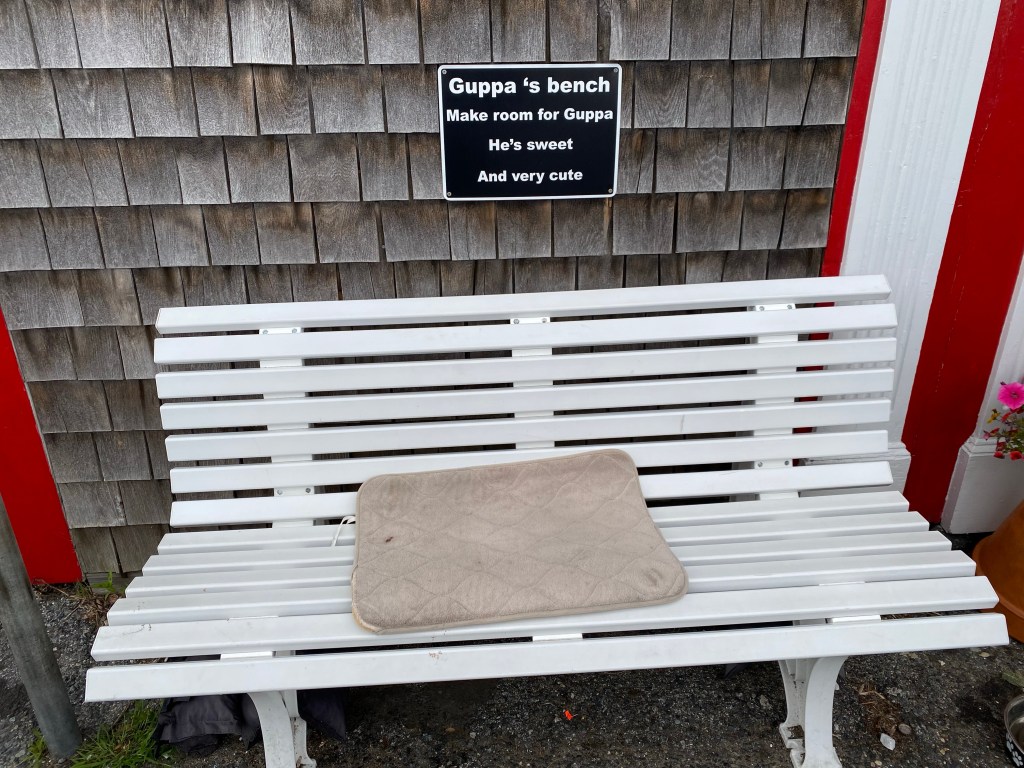 Guppa ‘s bench
Make room for Guppa
He’s sweet
And very cute